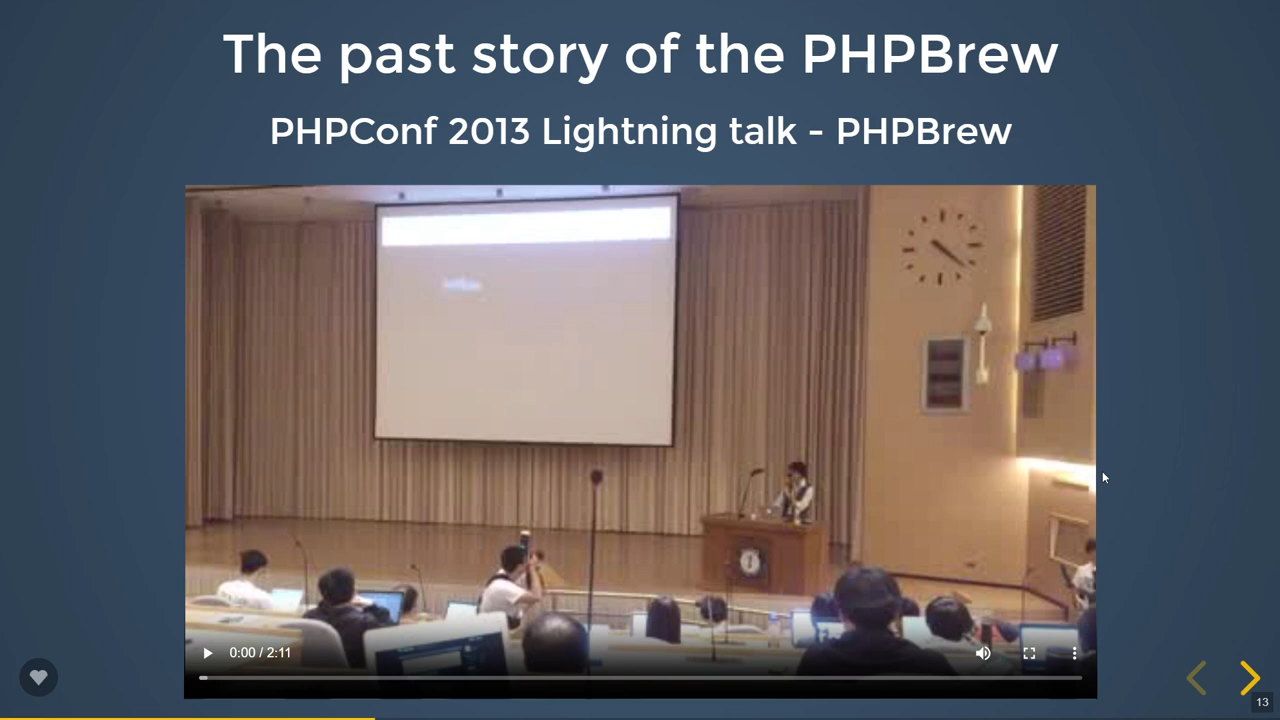 The past story of the PHPBrew
PHPConf 2013 Lightning talk - PHPBrew
0:00 / 2:11
13